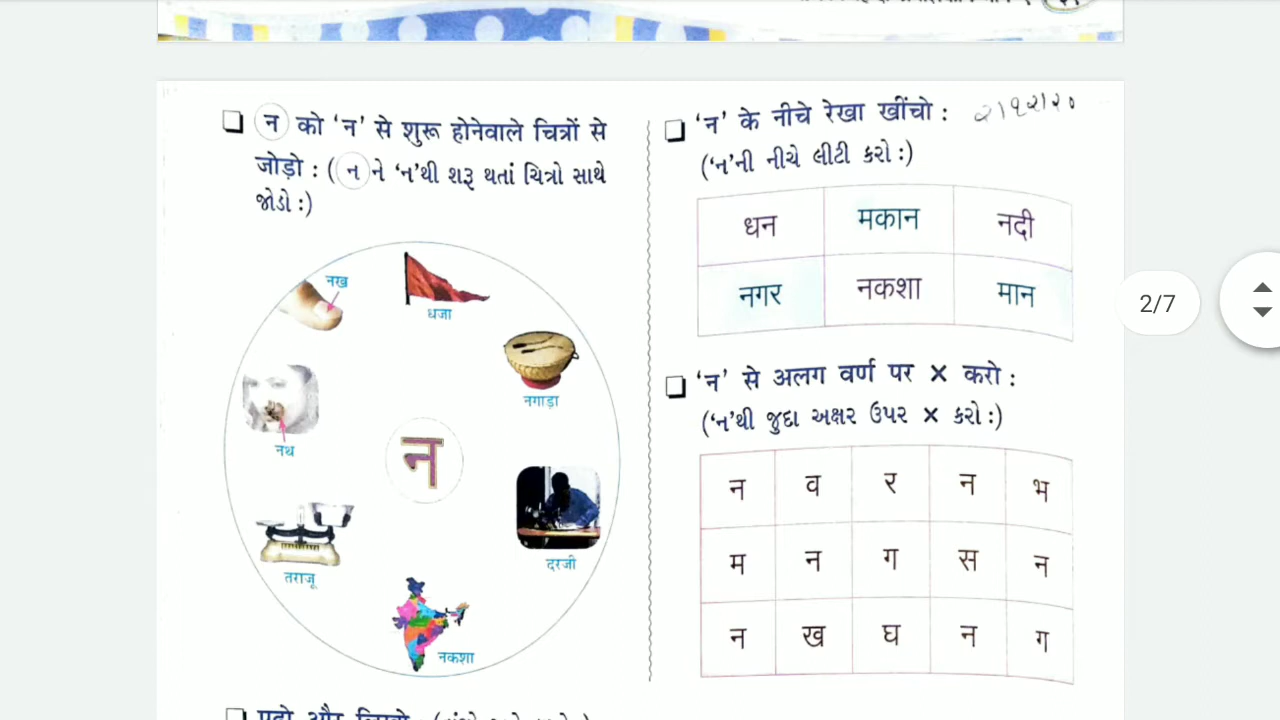 न को ‘न’ से शुरू होनेवाले चित्रों से
जोड़ो : ( न ને ‘न’થી શરૂ થતાં ચિત્રો સાથે
જોડો :)
नख
धजा
नगाड़ा
नथ
न
दरजी
तराजू
नकशा
‘न’ के नीचे रेखा खींचो :
(‘न’ની નીચે લીટી કરો :)
धन मकान नदी
नगर नकशा मान
‘न’ से अलग वर्ण पर × करो :
(‘न’થી જુદા અક્ષર ઉપર × કરો :)
न व र न भ
म न ग स न
न ख घ न ग
2/7